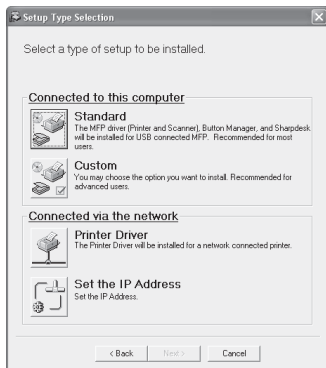 Setup Type Selection
Select a type of setup to be installed.
Connected to this computer
Standard
The MFP driver (Printer and Scanner), Button Manager, and Sharpdesk
will be installed for USB connected MFP. Recommended for most
users.
Custom
You may choose the option you want to install. Recommended for
advanced users.
Connected via the network
Printer Driver
The Printer Driver will be installed for a network connected printer.
Set the IP Address
Set the IP Address.
< Back
Next >
Cancel